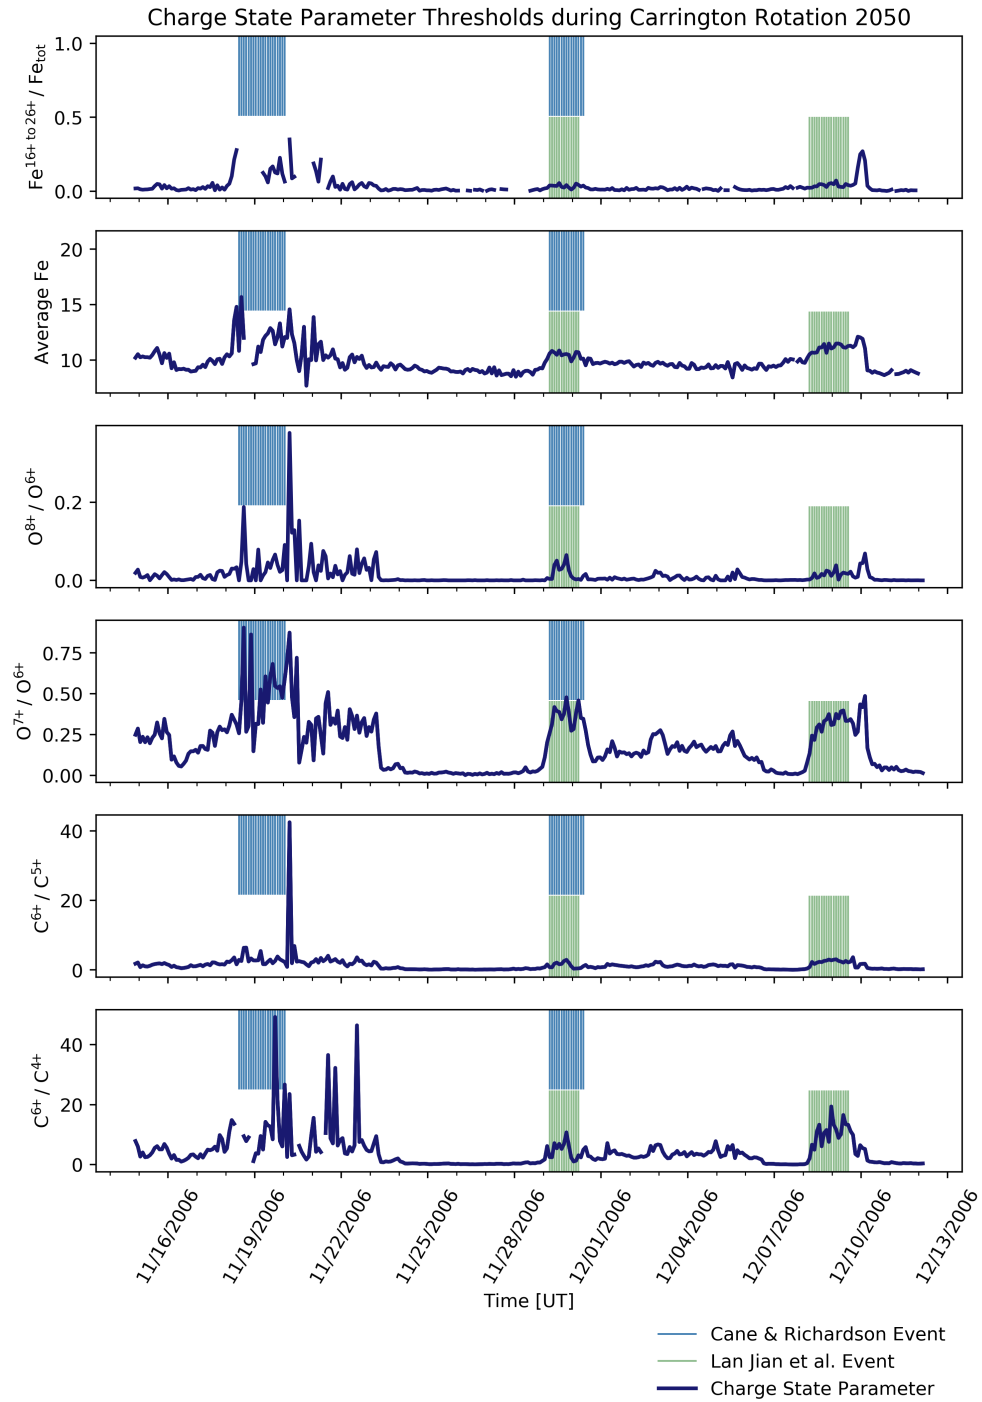 Charge State Parameter Thresholds during Carrington Rotation 2050
Fe16+ to 26+ / Fetot
1.0
0.5
0.0
Average Fe
20
15
10
O8+ / O6+
0.2
0.0
O7+ / O6+
0.75
0.50
0.25
0.00
C6+ / C5+
40
20
0
C6+ / C4+
40
20
0
11/16/2006
11/19/2006
11/22/2006
11/25/2006
11/28/2006
12/01/2006
12/04/2006
12/07/2006
12/10/2006
12/13/2006
Time [UT]
Cane & Richardson Event
Lan Jian et al. Event
Charge State Parameter